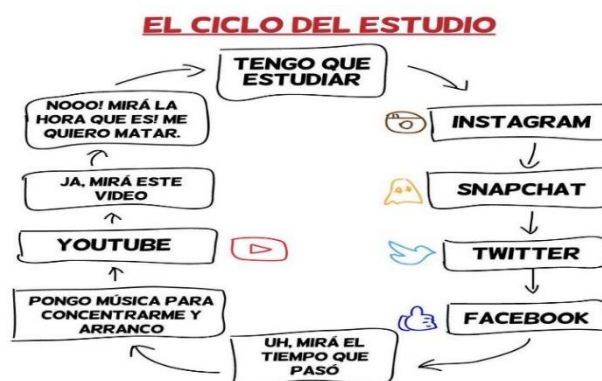 EL CICLO DEL ESTUDIO
TENGO QUE
ESTUDIAR
INSTAGRAM
SNAPCHAT
TWITTER
FACEBOOK
UH, MIRÁ EL
TIEMPO QUE
PASÓ
PONGO MÚSICA PARA
CONCENTRARME Y
ARRANCO
YOUTUBE
JA, MIRÁ ESTE
VIDEO
NOOO! MIRÁ LA
HORA QUE ES! ME
QUIERO MATAR.